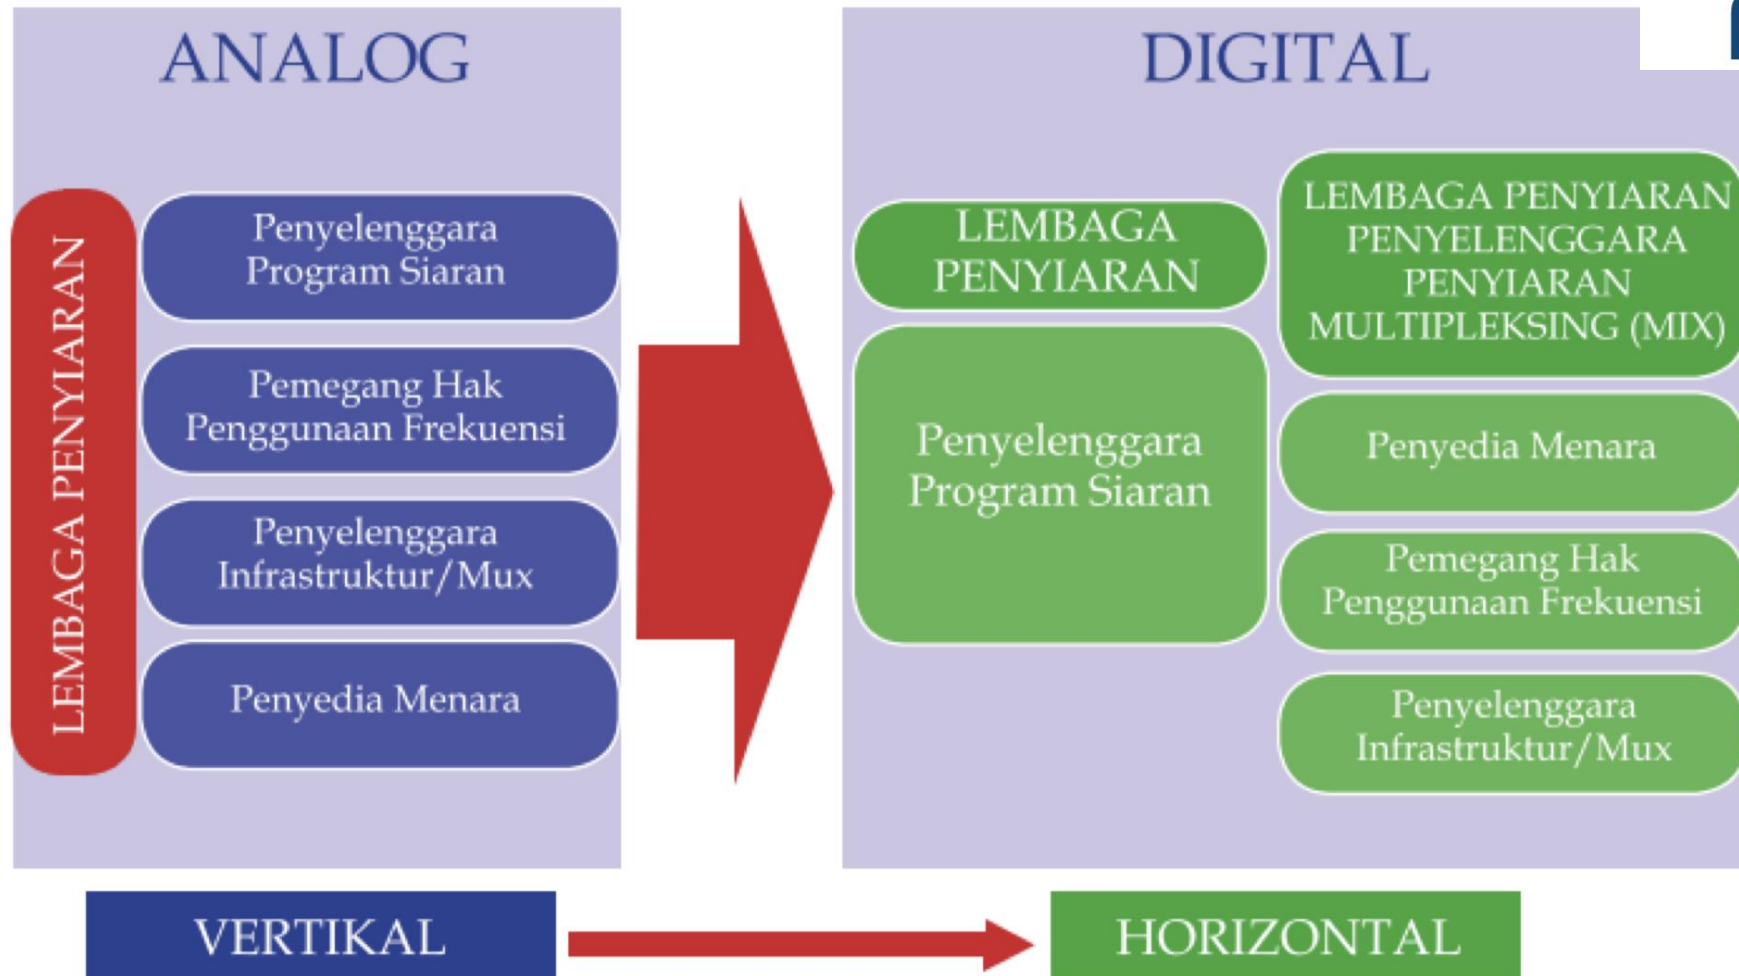 ANALOG
LEMBAGA PENYIARAN
Penyelenggara
Program Siaran
Pemegang Hak
Penggunaan Frekuensi
Penyelenggara
Infrastruktur/Mux
Penyedia Menara
DIGITAL
LEMBAGA
PENYIARAN
Penyelenggara
Program Siaran
LEMBAGA PENYIARAN
PENYELENGGARA
PENYIARAN
MULTIPLEKSING (MIX)
Penyedia Menara
Pemegang Hak
Penggunaan Frekuensi
Penyelenggara
Infrastruktur/Mux
VERTIKAL
HORIZONTAL